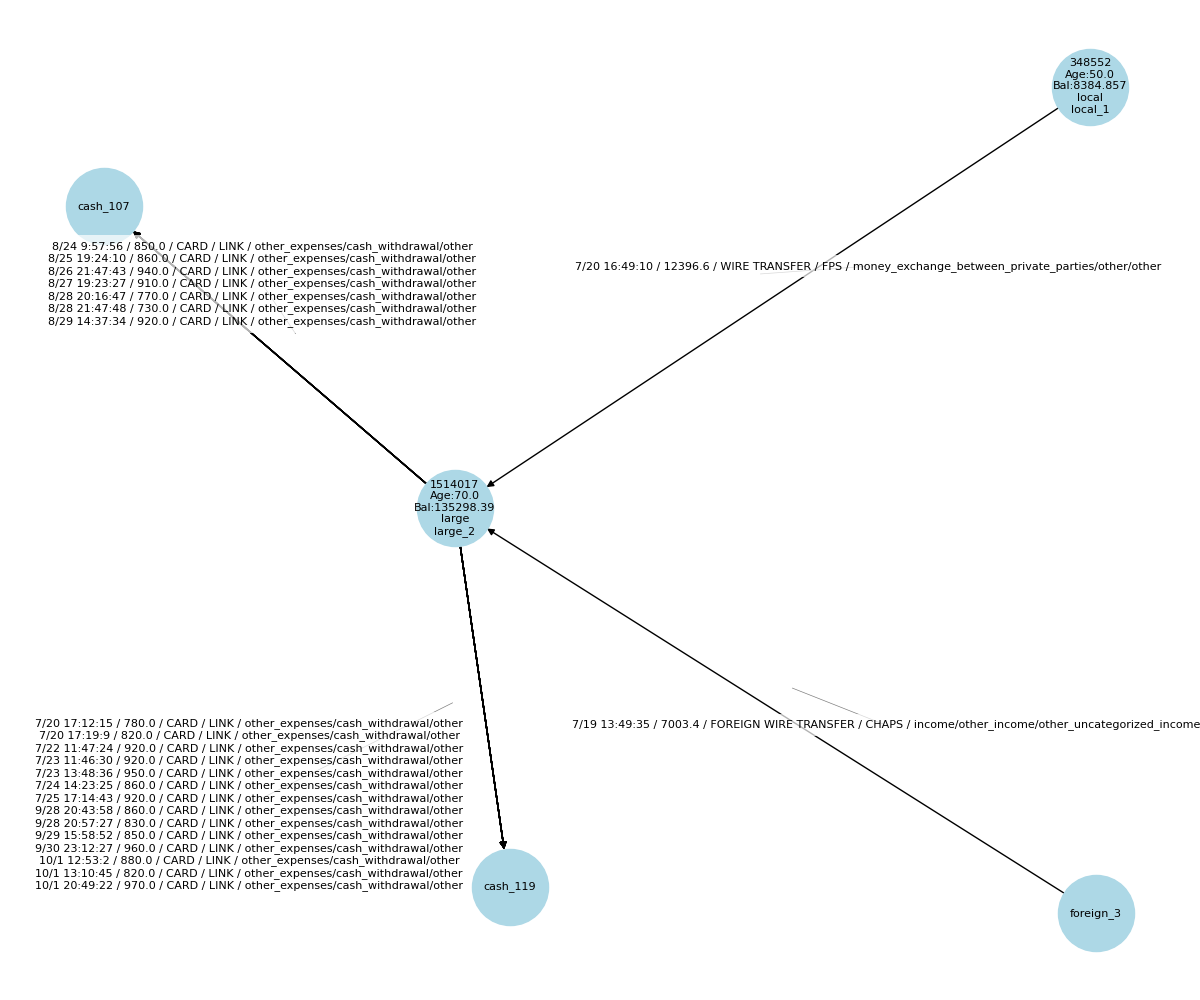 348552
Age:50.0
Bal:8384.857
local
local_1
cash_107
8/24 9:57:56 / 850.0 / CARD / LINK / other_expenses/cash_withdrawal/other
8/25 19:24:10 / 860.0 / CARD / LINK / other_expenses/cash_withdrawal/other
8/26 21:47:43 / 940.0 / CARD / LINK / other_expenses/cash_withdrawal/other
8/27 19:23:27 / 910.0 / CARD / LINK / other_expenses/cash_withdrawal/other
8/28 20:16:47 / 770.0 / CARD / LINK / other_expenses/cash_withdrawal/other
8/28 21:47:48 / 730.0 / CARD / LINK / other_expenses/cash_withdrawal/other
8/29 14:37:34 / 920.0 / CARD / LINK / other_expenses/cash_withdrawal/other
7/20 16:49:10 / 12396.6 / WIRE TRANSFER / FPS / money_exchange_between_private_parties/other/other
1514017
Age:70.0
Bal:135298.39
large
large_2
7/20 17:12:15 / 780.0 / CARD / LINK / other_expenses/cash_withdrawal/other
7/20 17:19:9 / 820.0 / CARD / LINK / other_expenses/cash_withdrawal/other
7/22 11:47:24 / 920.0 / CARD / LINK / other_expenses/cash_withdrawal/other
7/23 11:46:30 / 920.0 / CARD / LINK / other_expenses/cash_withdrawal/other
7/23 13:48:36 / 950.0 / CARD / LINK / other_expenses/cash_withdrawal/other
7/24 14:23:25 / 860.0 / CARD / LINK / other_expenses/cash_withdrawal/other
7/25 17:14:43 / 920.0 / CARD / LINK / other_expenses/cash_withdrawal/other
9/28 20:43:58 / 860.0 / CARD / LINK / other_expenses/cash_withdrawal/other
9/28 20:57:27 / 830.0 / CARD / LINK / other_expenses/cash_withdrawal/other
9/29 15:58:52 / 850.0 / CARD / LINK / other_expenses/cash_withdrawal/other
9/30 23:12:27 / 960.0 / CARD / LINK / other_expenses/cash_withdrawal/other
10/1 12:53:2 / 880.0 / CARD / LINK / other_expenses/cash_withdrawal/other
10/1 13:10:45 / 820.0 / CARD / LINK / other_expenses/cash_withdrawal/other
10/1 20:49:22 / 970.0 / CARD / LINK / other_expenses/cash_withdrawal/other
7/19 13:49:35 / 7003.4 / FOREIGN WIRE TRANSFER / CHAPS / income/other_income/other_uncategorized_income
cash_119
foreign_3